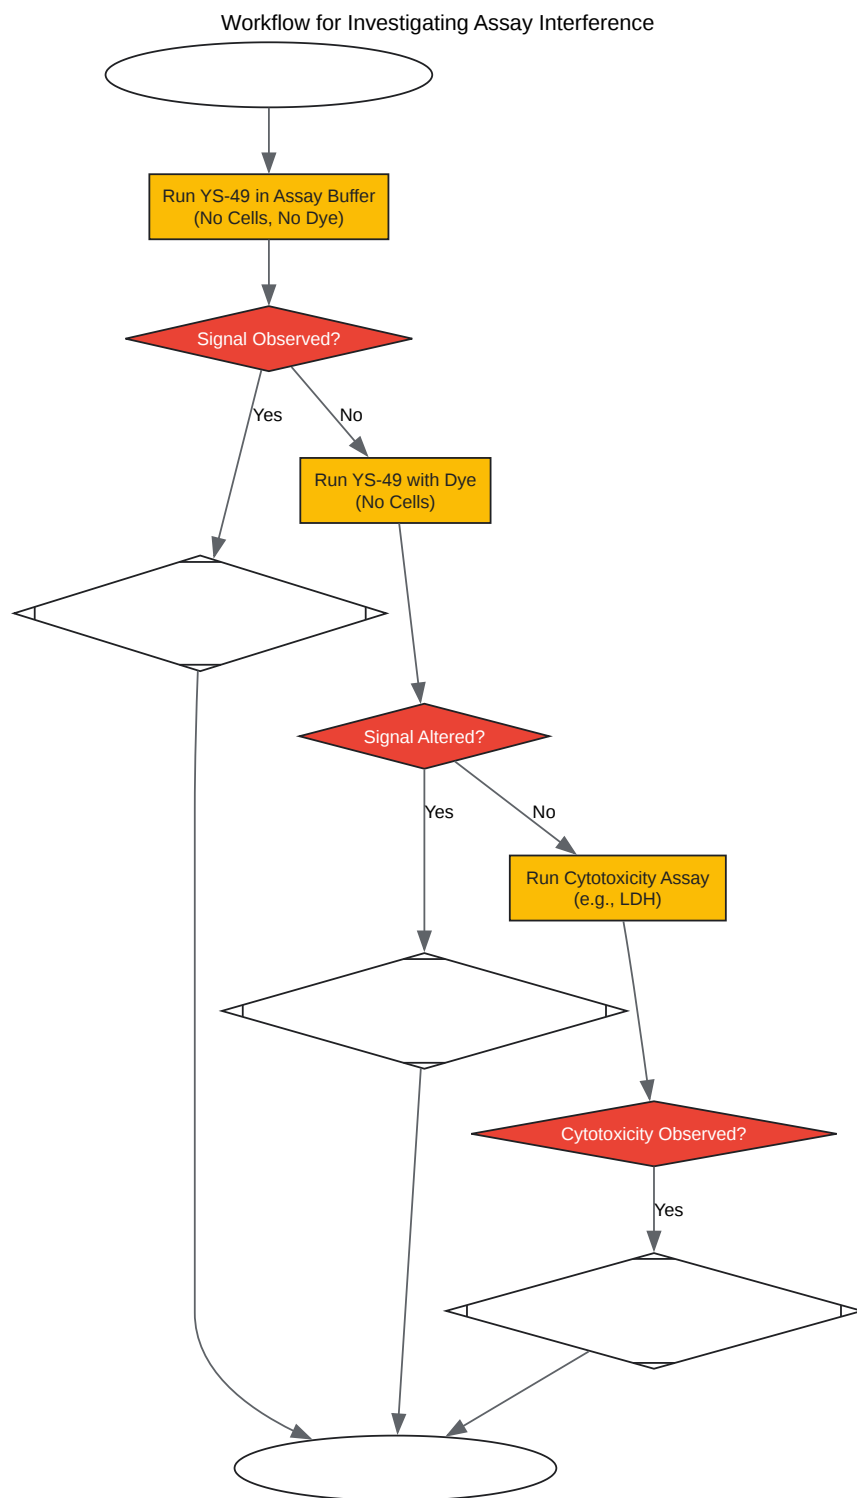 Workflow for Investigating Assay Interference
Run YS-49 in Assay Buffer
(No Cells, No Dye)
Signal Observed?
Yes
No
Run YS-49 with Dye
(No Cells)
Signal Altered?
Yes
No
Run Cytotoxicity Assay
(e.g., LDH)
Cytotoxicity Observed?
Yes